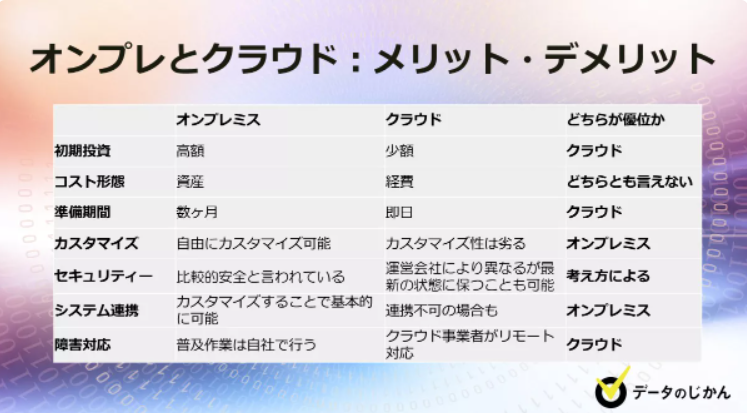 オンプレとクラウド：メリット・デメリット
オンプレミス クラウド どちらが優位か
初期投資 高額 少額 クラウド
コスト形態 資産 経費 どちらとも言えない
準備期間 数ヶ月 即日 クラウド
カスタマイズ 自由にカスタマイズ可能 カスタマイズ性は劣る オンプレミス
セキュリティー 比較的安全と言われている 運営会社により異なるが最
新の状態に保つことも可能 考え方による
システム連携 カスタマイズすることで基本的
に可能 連携不可の場合も オンプレミス
障害対応 普及作業は自社で行う クラウド事業者がリモート
対応 クラウド
データのじかん